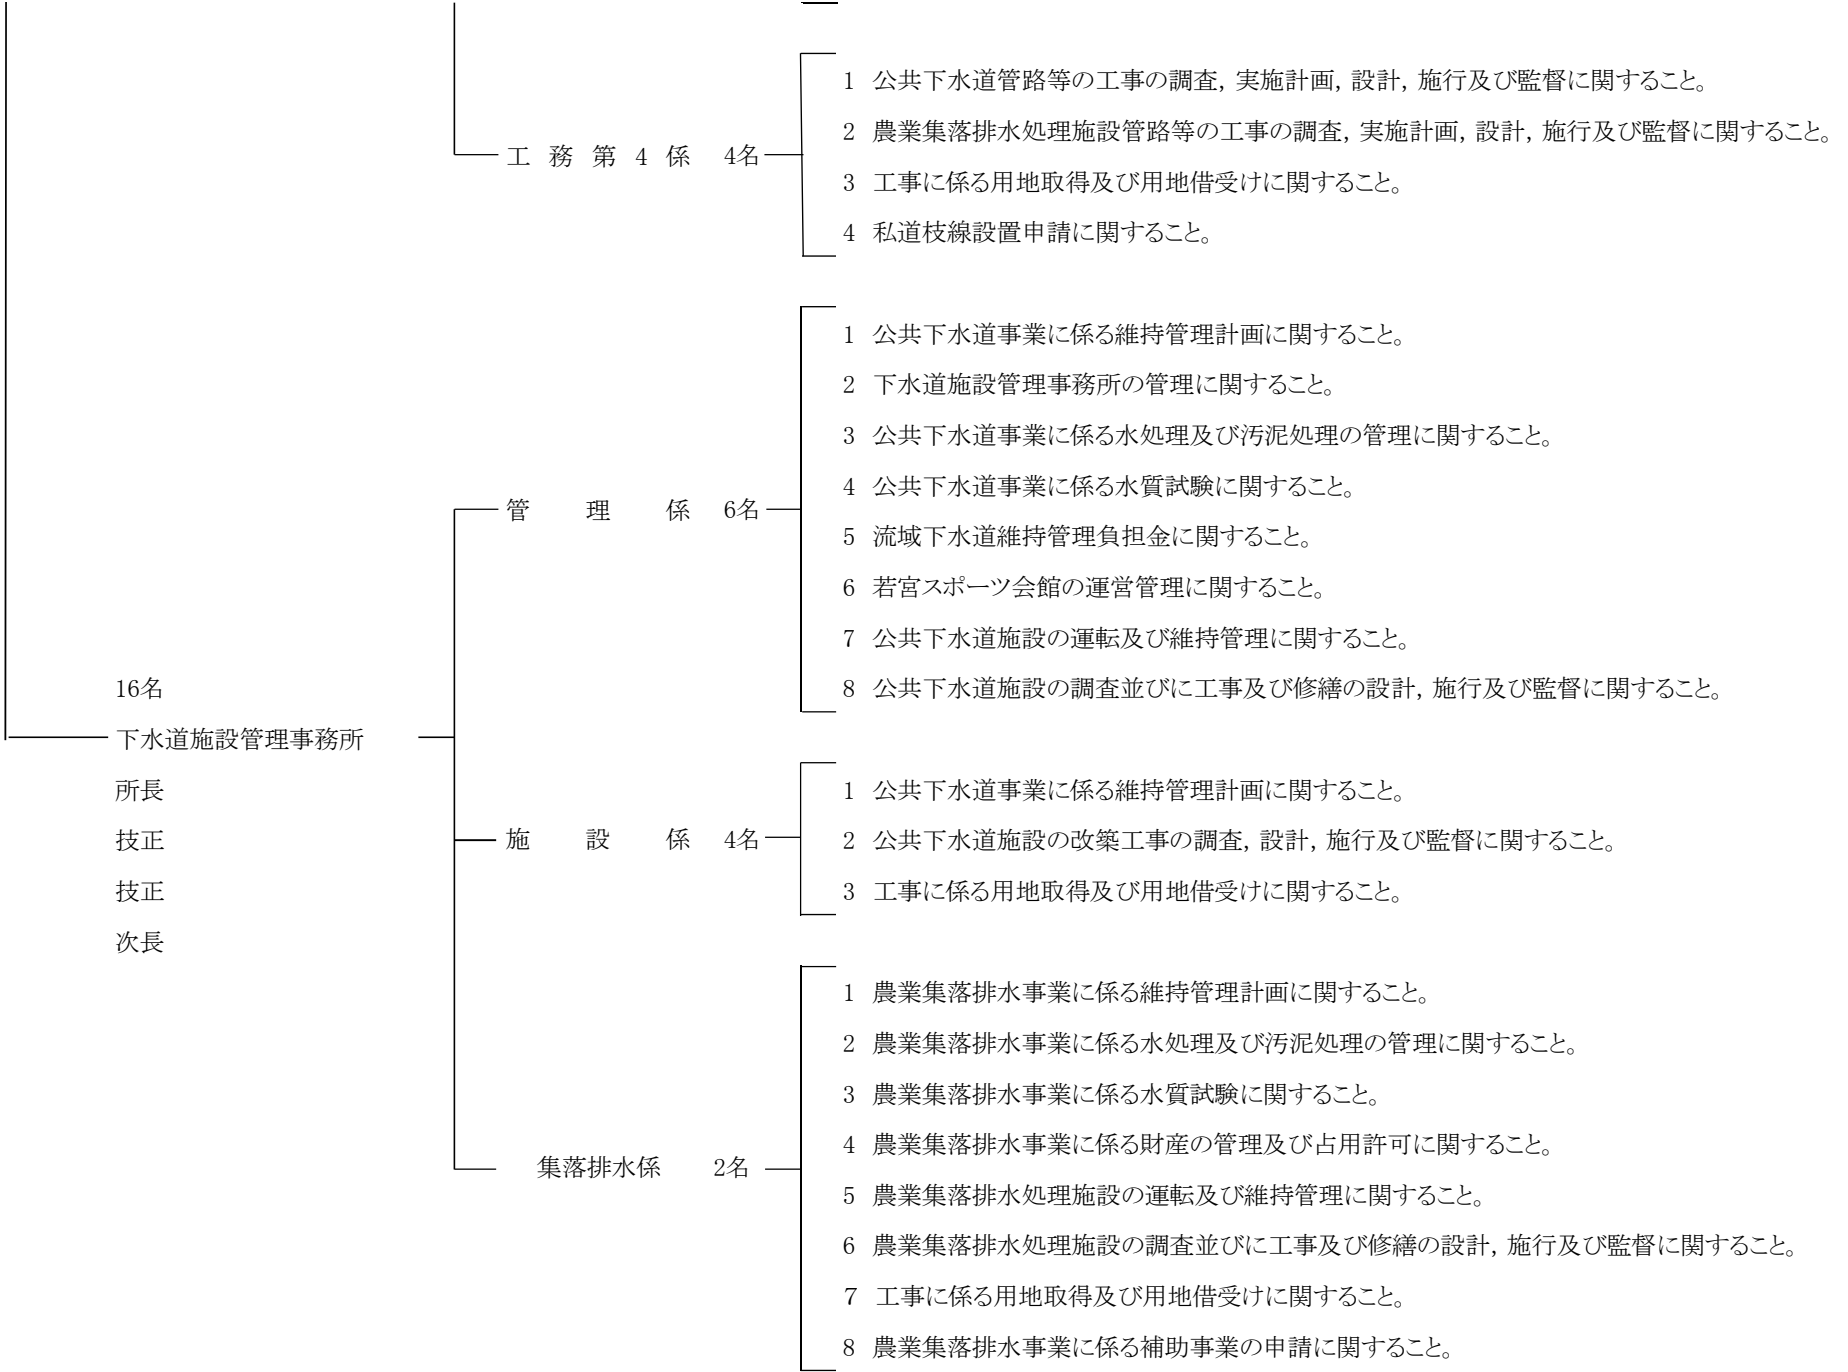 1 公共下水道管路等の工事の調査，実施計画，設計，施行及び監督に関すること。
2 農業集落排水処理施設管路等の工事の調査，実施計画，設計，施行及び監督に関すること。
工務第4係 4名
3 工事に係る用地取得及び用地借受けに関すること。
4 私道枝線設置申請に関すること。
1 公共下水道事業に係る維持管理計画に関すること。
2 下水道施設管理事務所の管理に関すること。
3 公共下水道事業に係る水処理及び汚泥処理の管理に関すること。
4 公共下水道事業に係る水質試験に関すること。
管理係 6名
5 流域下水道維持管理負担金に関すること。
6 若宮スポーツ会館の運営管理に関すること。
7 公共下水道施設の運転及び維持管理に関すること。
8 公共下水道施設の調査並びに工事及び修繕の設計，施行及び監督に関すること。
16名
下水道施設管理事務所
所長
技正
技正
次長
1 公共下水道事業に係る維持管理計画に関すること。
施設係 4名
2 公共下水道施設の改築工事の調査，設計，施行及び監督に関すること。
3 工事に係る用地取得及び用地借受けに関すること。
1 農業集落排水事業に係る維持管理計画に関すること。
2 農業集落排水事業に係る水処理及び汚泥処理の管理に関すること。
3 農業集落排水事業に係る水質試験に関すること。
4 農業集落排水事業に係る財産の管理及び占用許可に関すること。
集落排水係 2名
5 農業集落排水処理施設の運転及び維持管理に関すること。
6 農業集落排水処理施設の調査並びに工事及び修繕の設計，施行及び監督に関すること。
7 工事に係る用地取得及び用地借受けに関すること。
8 農業集落排水事業に係る補助事業の申請に関すること。